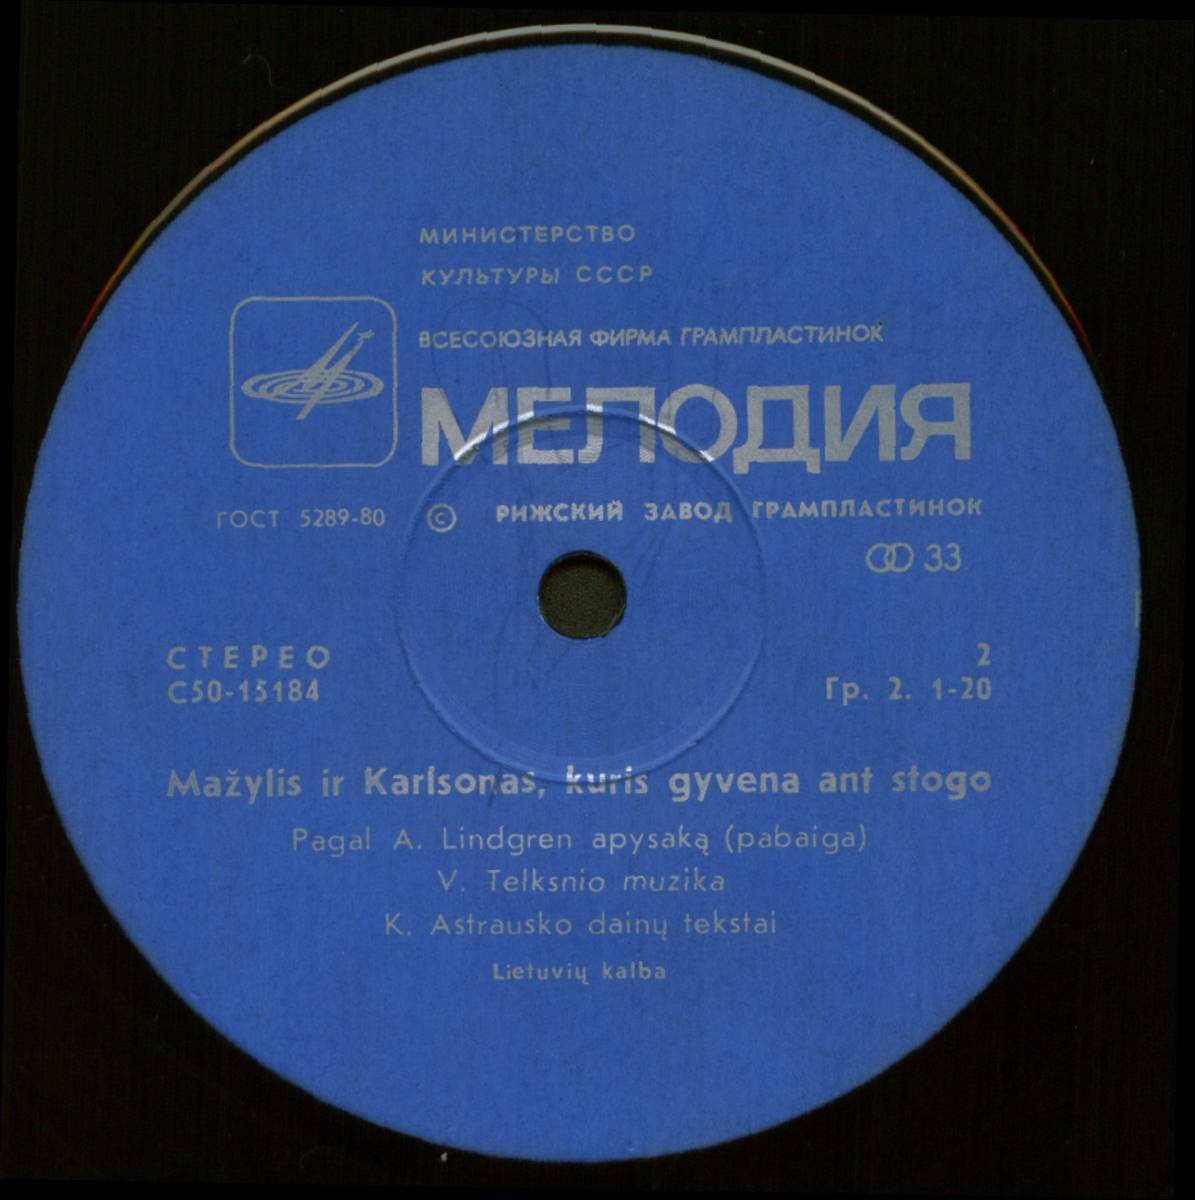 МИНИСТЕРСТВО
КУЛЬТУРЫ СССР
ВСЕСОЮЗНАЯ ФИРМА ГРАМПЛАСТИНОК
МЕЛОДИЯ
ГОСТ 5289-80 © РИЖСКИЙ ЗАВОД ГРАМПЛАСТИНОК
33
СТЕРЕО 2
С50-15184 Гр. 2. 1-20
Mažylis ir Karlsonas, kuris gyvena ant stogo
Pagal A. Lindgren apysaką (pabaiga)
V. Telksnio muzika
K. Astrausko dainų tekstai
Lietuvių kalba